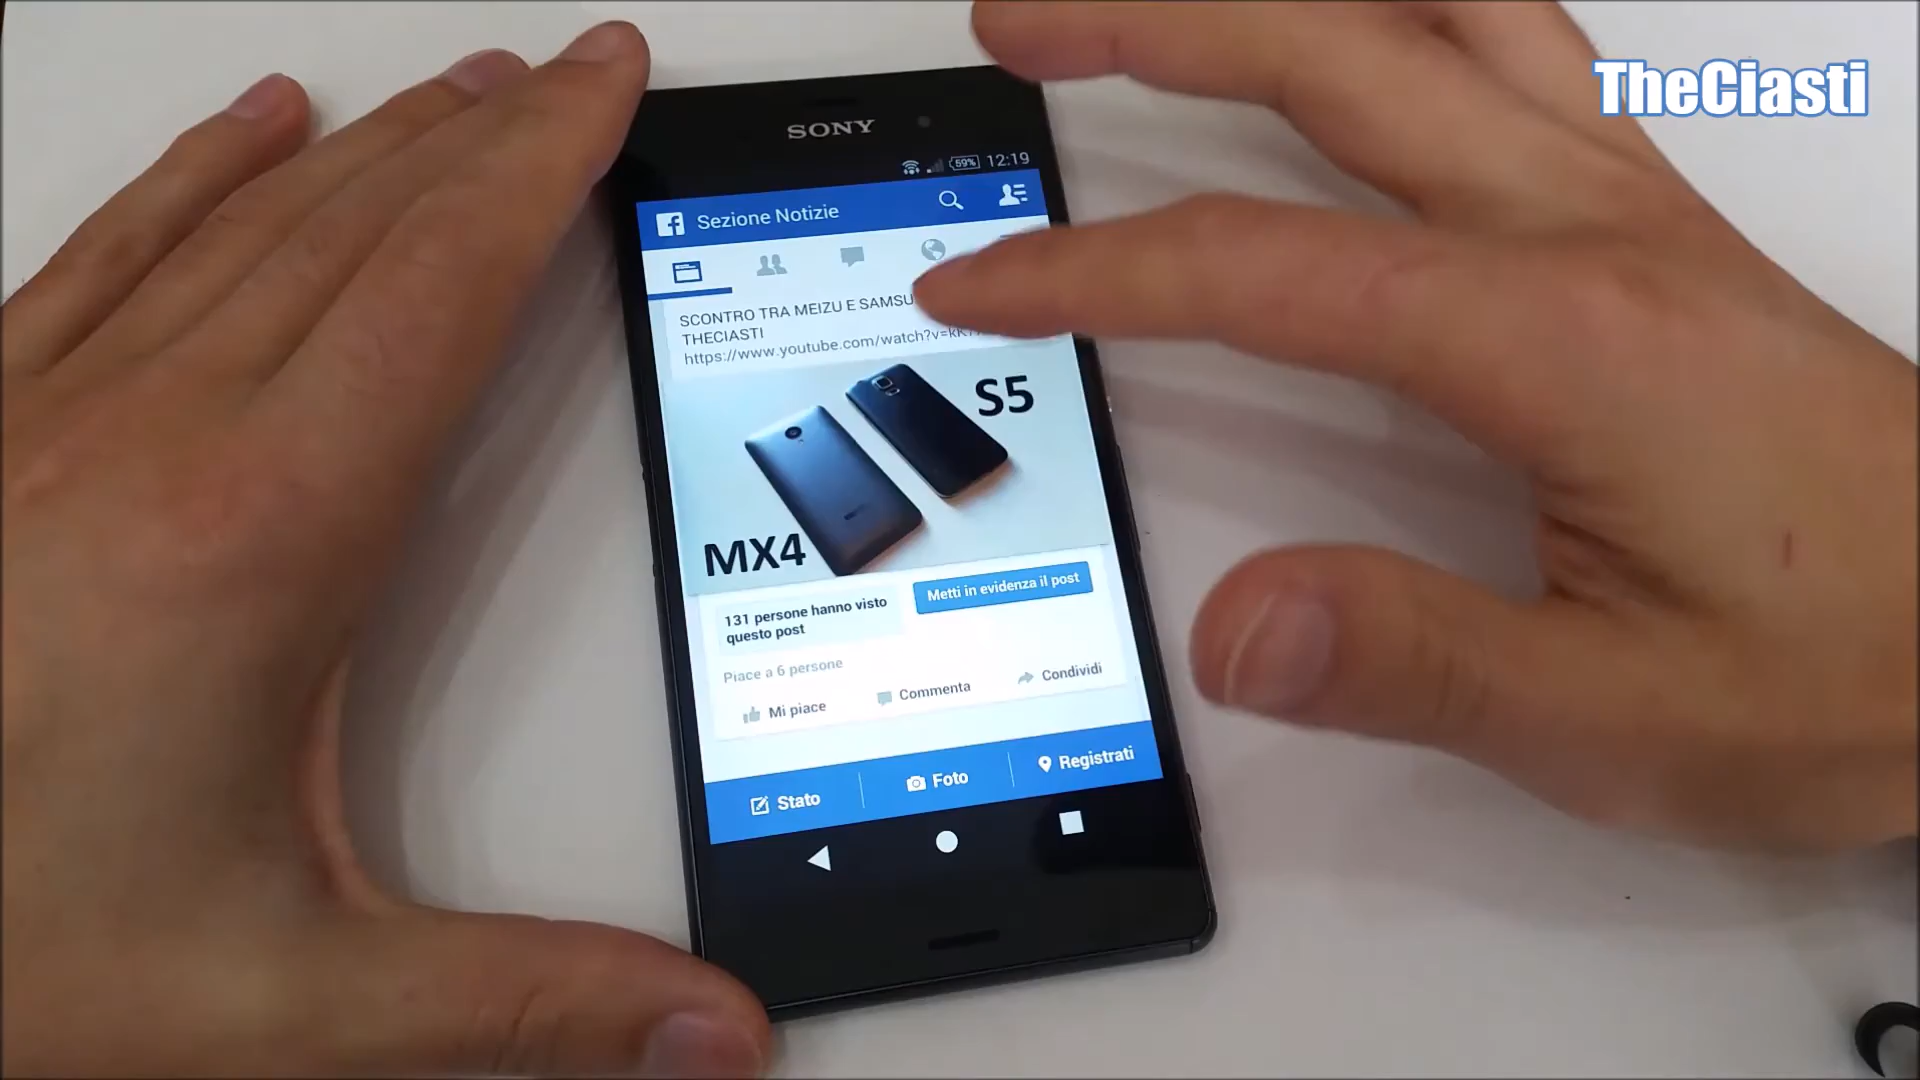 TheCiasti
SONY
59% 12:19
Sezione Notizie
SCONTRO TRA MEIZU E
THECIASTI
https://www.youtube.com/watch?v=
S5
MX4
131 persone hanno visto
questo post
Metti in evidenza il post
Piace a 6 persone
Mi piace
Commenta
Condividi
Stato
Foto
Registrati